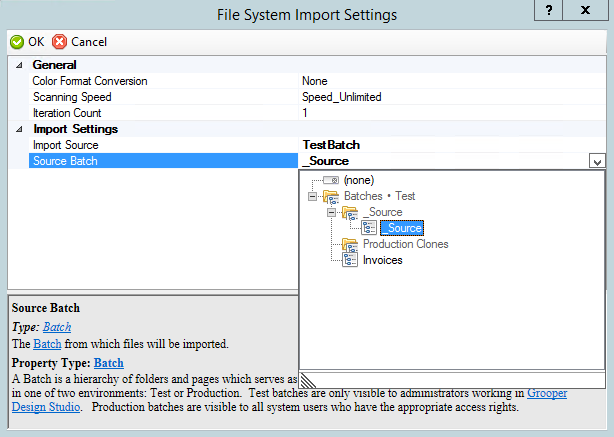 File System Import Settings
? x
OK Cancel
General
Color Format Conversion None
Scanning Speed Speed_Unlimited
Iteration Count 1
Import Settings
Import Source TestBatch
Source Batch _Source
(none)
Batches • Test
_Source
_Source
Production Clones
Invoices
Source Batch
Type: Batch
The Batch from which files will be imported.
Property Type: Batch
A Batch is a hierarchy of folders and pages which serves as
in one of two environments: Test or Production. Test batches are only visible to administrators working in Grooper
Design Studio. Production batches are visible to all system users who have the appropriate access rights.